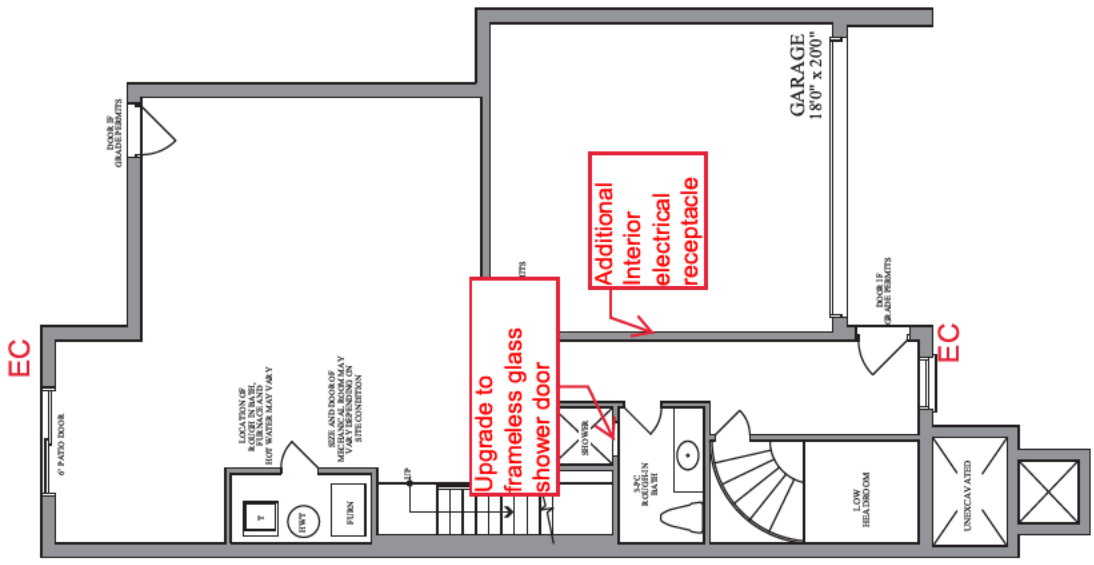 DOOR IF
GRADE PERMITS
GARAGE
18'0" x 20'0"
Additional
Interior
electrical
receptacle
ITS
DOOR IF
GRADE PERMITS
EC
EC
6' PATIO DOOR
LOCATION OF
ROUGH IN BATH,
FURNACE AND
HOT WATER MAY VARY
SIZE AND DOOR OF
MECHANICAL ROOM MAY
VARY DEPENDING ON
SITE CONDITION
Upgrade to
frameless glass
shower door
SHOWER
UP
T
HWT
FURN
3-PC
ROUGH-IN
BATH
LOW
HEADROOM
UNEXCAVATED